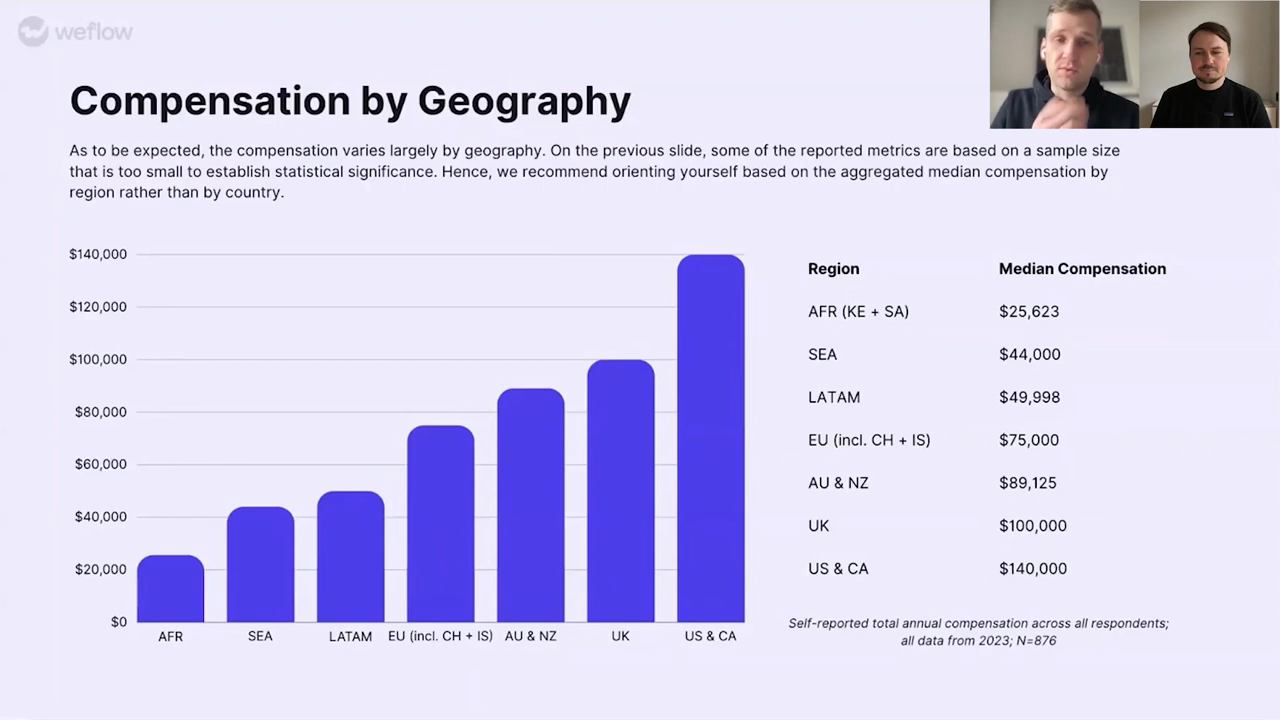 weflow
Compensation by Geography
As to be expected, the compensation varies largely by geography. On the previous slide, some of the reported metrics are based on a sample size
that is too small to establish statistical significance. Hence, we recommend orienting yourself based on the aggregated median compensation by
region rather than by country.
$140,000
$120,000
$100,000
$80,000
$60,000
$40,000
$20,000
$0
AFR SEA LATAM EU (incl. CH + IS) AU & NZ UK US & CA
Region Median Compensation
AFR (KE + SA) $25,623
SEA $44,000
LATAM $49,998
EU (incl. CH + IS) $75,000
AU & NZ $89,125
UK $100,000
US & CA $140,000
Self-reported total annual compensation across all respondents;
all data from 2023; N=876